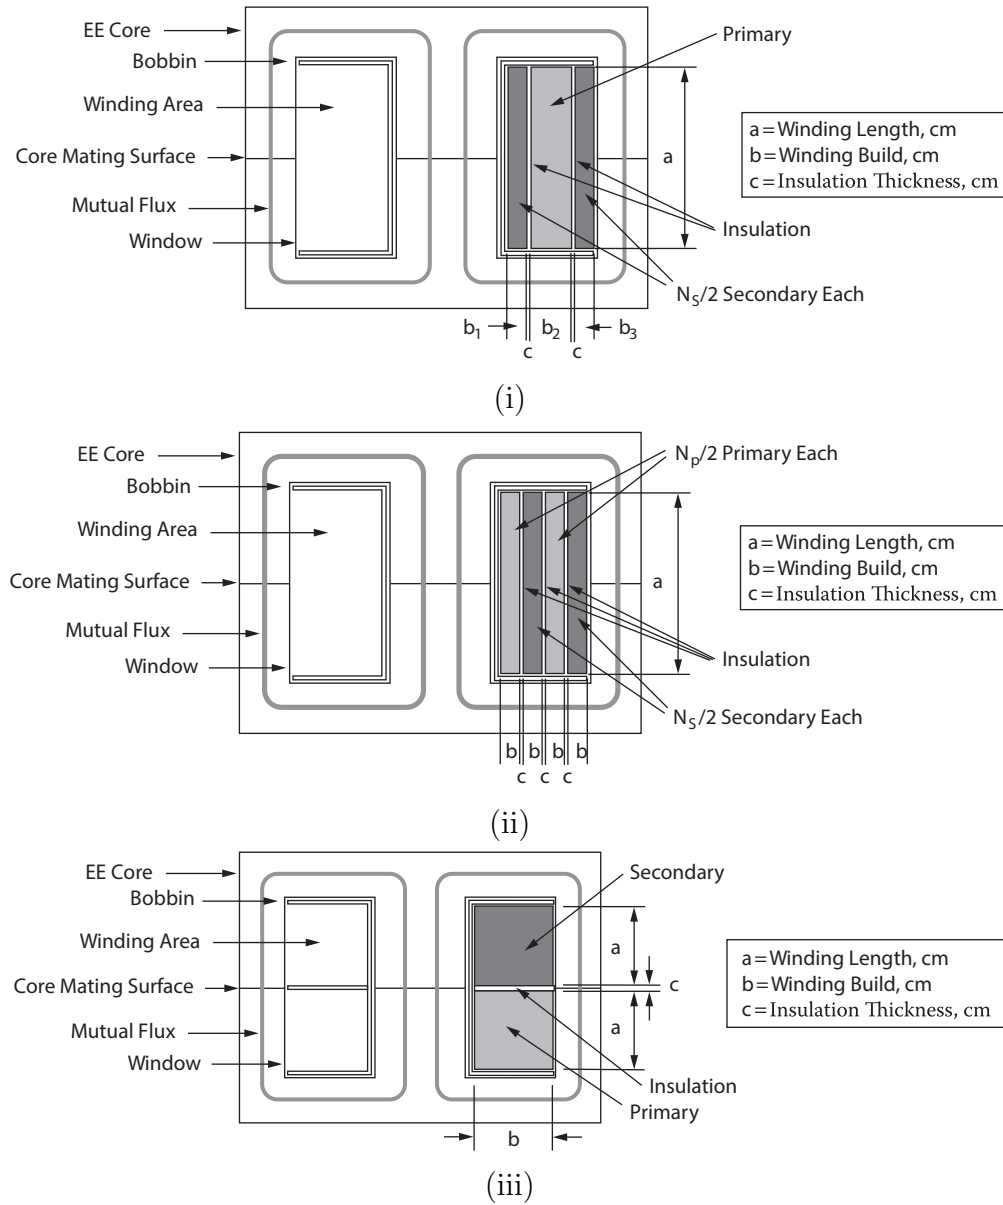 EE Core
Primary
Bobbin
Winding Area
a = Winding Length, cm
b = Winding Build, cm
c = Insulation Thickness, cm
Core Mating Surface
a
Mutual Flux
Insulation
Window
N_S/2 Secondary Each
b_1
b_2
b_3
c
c
(i)
EE Core
N_p/2 Primary Each
Bobbin
Winding Area
a = Winding Length, cm
b = Winding Build, cm
c = Insulation Thickness, cm
Core Mating Surface
a
Mutual Flux
Insulation
Window
N_S/2 Secondary Each
b b b b
c c c
(ii)
EE Core
Secondary
Bobbin
Winding Area
a
a = Winding Length, cm
b = Winding Build, cm
c = Insulation Thickness, cm
Core Mating Surface
c
Mutual Flux
a
Window
Insulation
Primary
b
(iii)